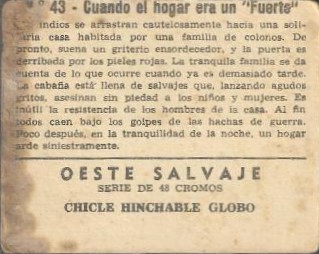 Nº 43 - Cuando el hogar era un "Fuerte"
indios se arrastran cautelosamente hacia una soli-
aria casa habitada por una familia de colonos. De
pronto, suena un griterio ensordecedor, y la puerta es
derribada por los pieles rojas. La tranquila familia se da
cuenta de lo que ocurre cuando ya es demasiado tarde.
La cabaña está llena de salvajes que, lanzando agudos
gritos, asesinan sin piedad a los niños y mujeres. Es
inútil la resistencia de los hombres de la casa. Al fin
todos caen bajo los golpes de las hachas de guerra.
Poco después, en la tranquilidad de la noche, un hogar
arde siniestramente.
OESTE SALVAJE
SERIE DE 48 CROMOS
CHICLE HINCHABLE GLOBO